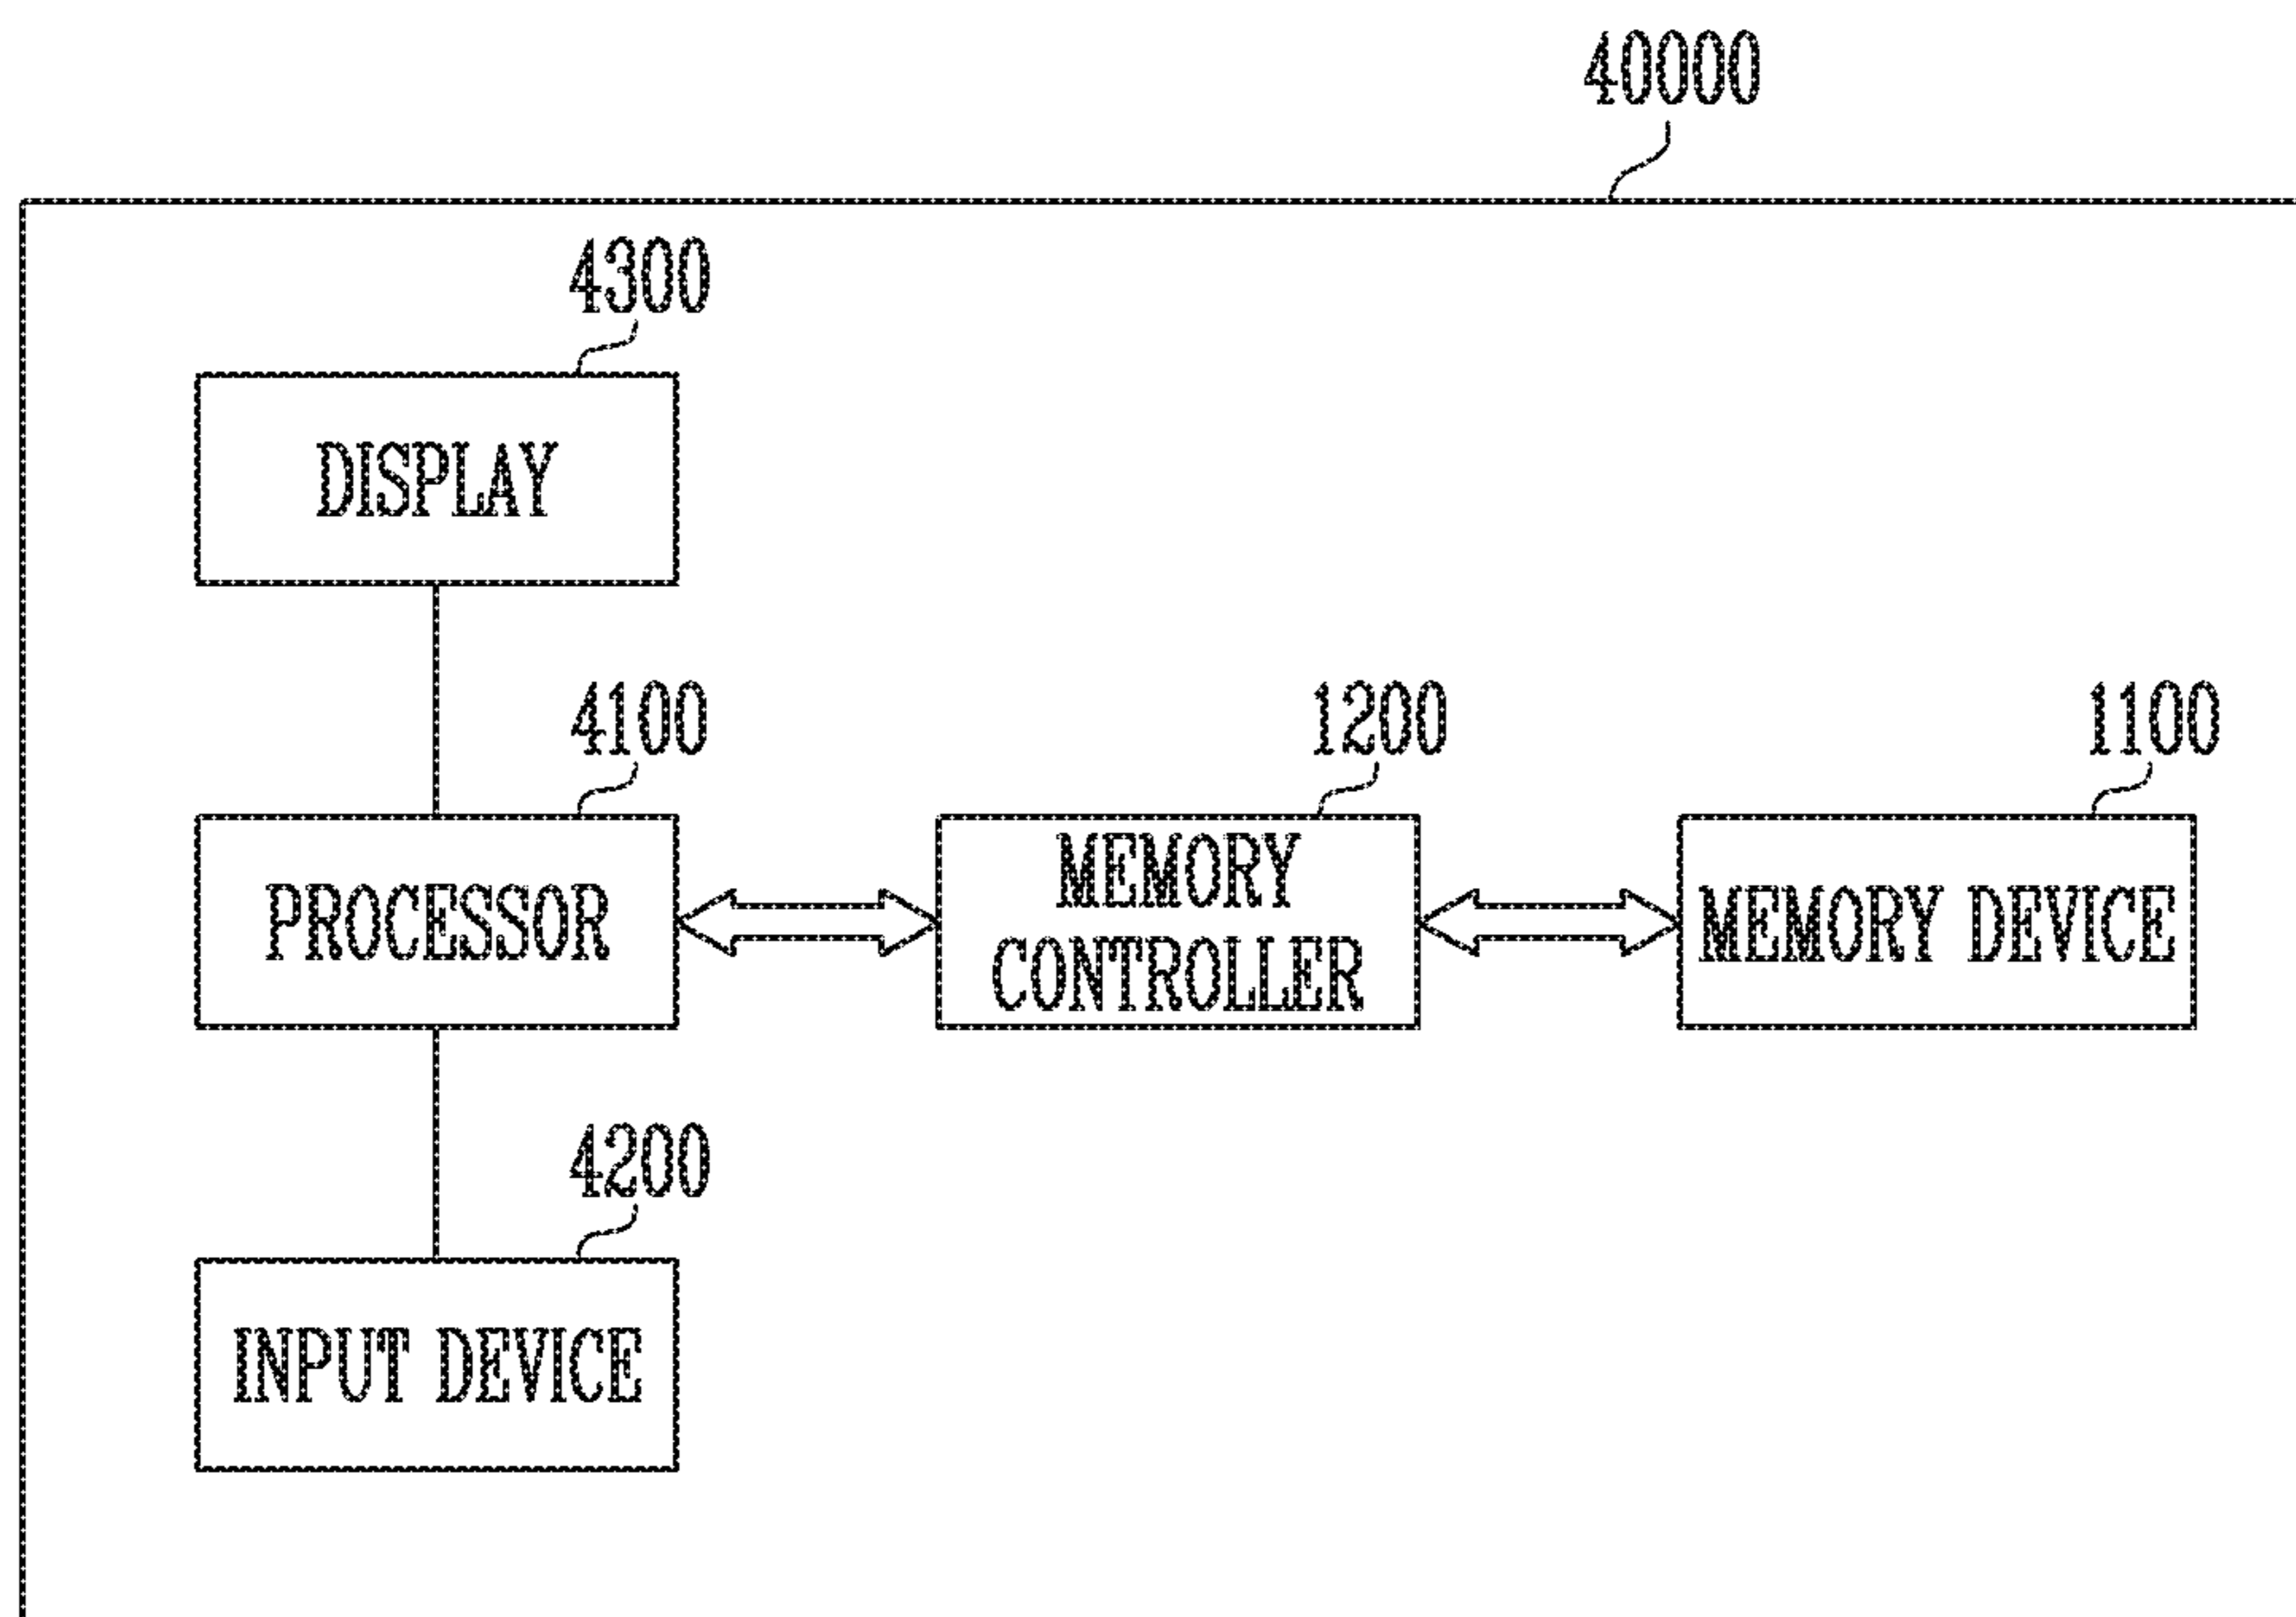 40000
4300
DISPLAY
4100
PROCESSOR
1200
MEMORY
CONTROLLER
1100
MEMORY DEVICE
4200
INPUT DEVICE